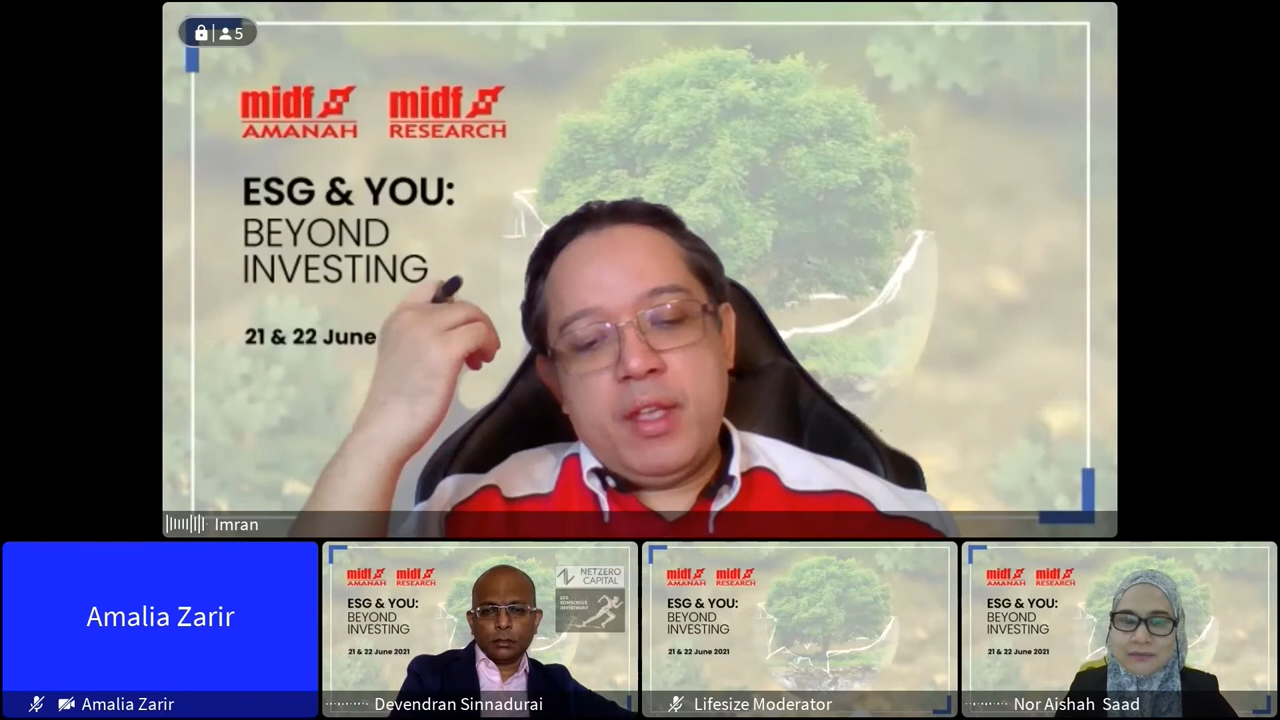 5
midf midf
AMANAH RESEARCH
ESG & YOU:
BEYOND
INVESTING
21 & 22 June
Imran
Amalia Zarir
Amalia Zarir
midf midf
AMANAH RESEARCH
NETZERO
CAPITAL
ESG
CONSCIOUS
INVESTMENT
ESG & YOU:
BEYOND
INVESTING
21 & 22 June 2021
Devendran Sinnadurai
midf midf
AMANAH RESEARCH
ESG & YOU:
BEYOND
INVESTING
21 & 22 June 2021
Lifesize Moderator
midf midf
AMANAH RESEARCH
ESG & YOU:
BEYOND
INVESTING
21 & 22 June 2021
Nor Aishah Saad